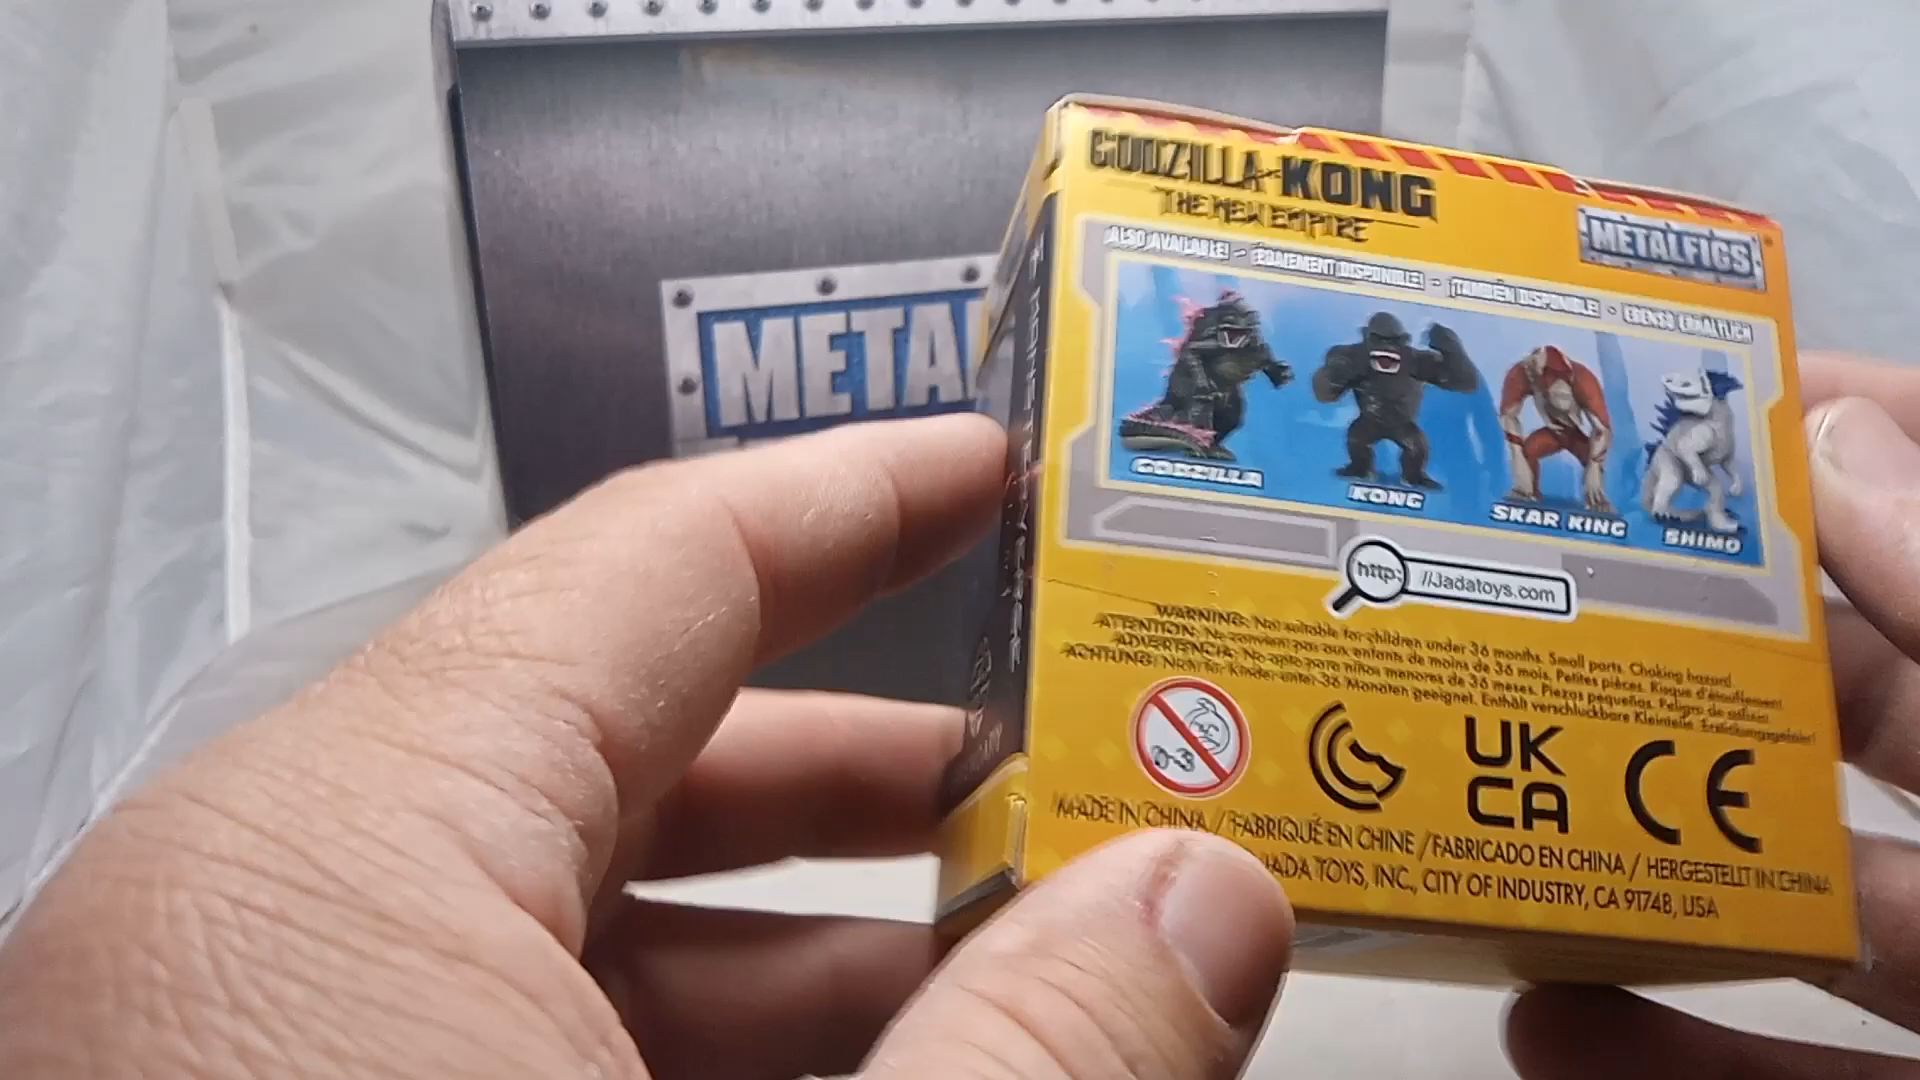 METAL
GODZILLA KONG
THE NEW EMPIRE
METALFIGS
ALSO AVAILABLE! - ÉGALEMENT DISPONIBLE! - ¡TAMBIÉN DISPONIBLE! - EBENSO ERHÄLTLICH
GODZILLA
KONG
SKAR KING
SHIMO
http: //Jadatoys.com
WARNING: Not suitable for children under 36 months. Small parts. Choking hazard.
ATTENTION: Ne convient pas aux enfants de moins de 36 mois. Petites pièces. Risque d'étouffement.
ADVERTENCIA: No apto para niños menores de 36 meses. Piezas pequeñas. Peligro de asfixia.
ACHTUNG: Nicht für Kinder unter 36 Monaten geeignet. Enthält verschluckbare Kleinteile. Erstickungsgefahr!
0-3
UK
CA
CE
MADE IN CHINA / FABRIQUÉ EN CHINE / FABRICADO EN CHINA / HERGESTELLT IN CHINA
JADA TOYS, INC., CITY OF INDUSTRY, CA 91748, USA
MONSTERVERSE